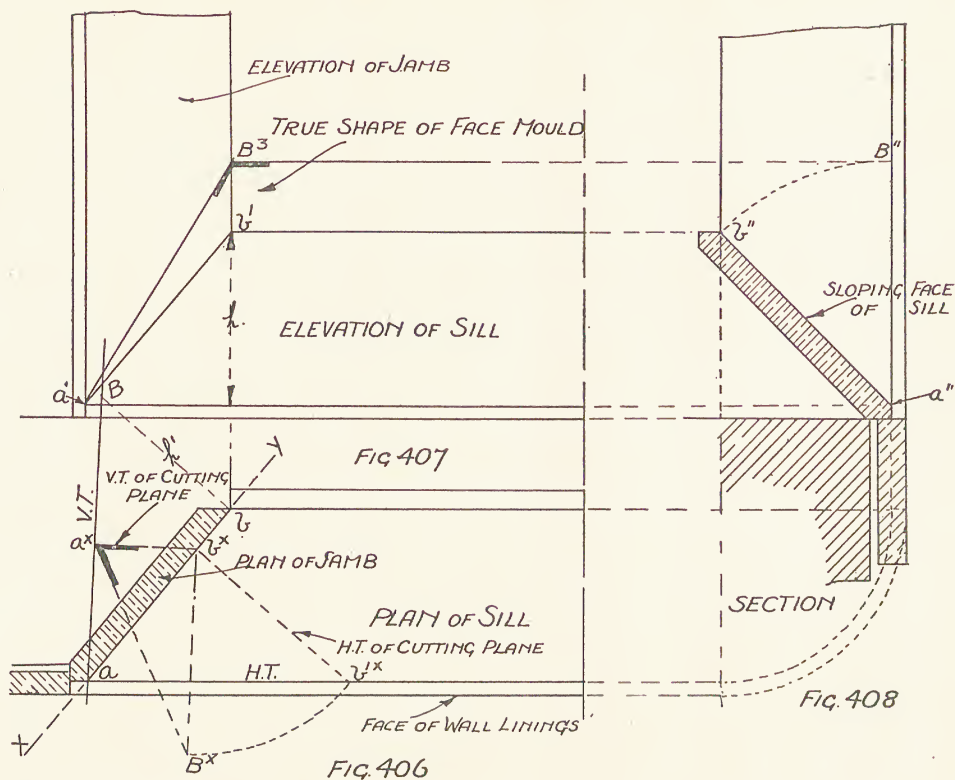 ELEVATION OF JAMB
TRUE SHAPE OF FACE MOULD
B³
B"
b'
b"
SLOPING FACE
OF SILL
h
ELEVATION OF SILL
a'
B
a"
h'
y
FIG 407
V.T. OF CUTTING
PLANE
V.T.
b
aˣ
bˣ
PLAN OF JAMB
PLAN OF SILL
SECTION
H.T. OF CUTTING PLANE
a
H.T.
b'ˣ
FIG. 408
FACE OF WALL LININGS
X
Bˣ
FIG. 406